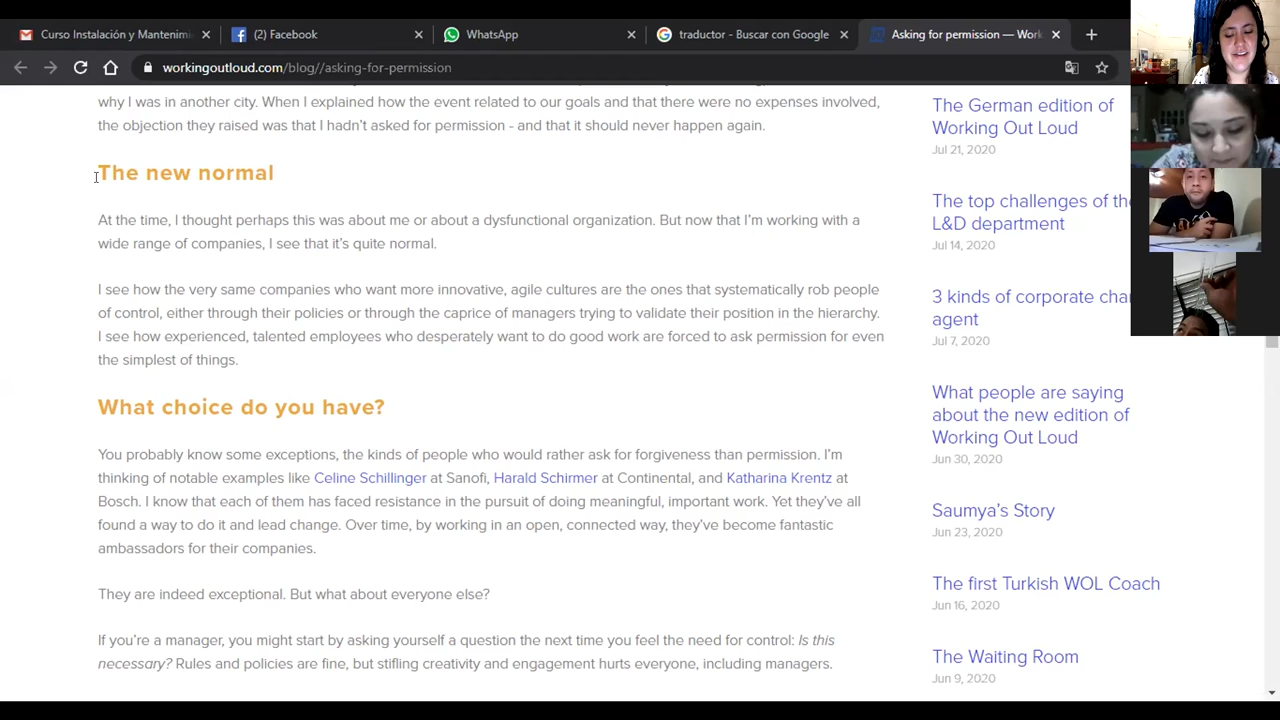 Curso Instalación y Mantenimi
(2) Facebook
WhatsApp
traductor - Buscar con Google
Asking for permission — Work
workingoutloud.com/blog//asking-for-permission
why I was in another city. When I explained how the event related to our goals and that there were no expenses involved,
the objection they raised was that I hadn't asked for permission - and that it should never happen again.
The new normal
At the time, I thought perhaps this was about me or about a dysfunctional organization. But now that I'm working with a
wide range of companies, I see that it's quite normal.
I see how the very same companies who want more innovative, agile cultures are the ones that systematically rob people
of control, either through their policies or through the caprice of managers trying to validate their position in the hierarchy.
I see how experienced, talented employees who desperately want to do good work are forced to ask permission for even
the simplest of things.
What choice do you have?
You probably know some exceptions, the kinds of people who would rather ask for forgiveness than permission. I'm
thinking of notable examples like Celine Schillinger at Sanofi, Harald Schirmer at Continental, and Katharina Krentz at
Bosch. I know that each of them has faced resistance in the pursuit of doing meaningful, important work. Yet they've all
found a way to do it and lead change. Over time, by working in an open, connected way, they've become fantastic
ambassadors for their companies.
They are indeed exceptional. But what about everyone else?
If you're a manager, you might start by asking yourself a question the next time you feel the need for control: Is this
necessary? Rules and policies are fine, but stifling creativity and engagement hurts everyone, including managers.
The German edition of
Working Out Loud
Jul 21, 2020
The top challenges of the
L&D department
Jul 14, 2020
3 kinds of corporate chan
agent
Jul 7, 2020
What people are saying
about the new edition of
Working Out Loud
Jun 30, 2020
Saumya's Story
Jun 23, 2020
The first Turkish WOL Coach
Jun 16, 2020
The Waiting Room
Jun 9, 2020